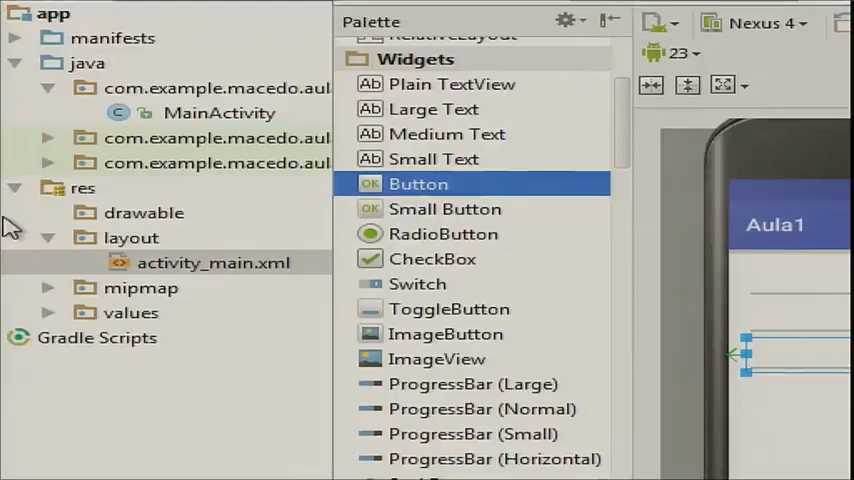 app
manifests
java
com.example.macedo.aul
MainActivity
com.example.macedo.aul
com.example.macedo.aul
res
drawable
layout
activity_main.xml
mipmap
values
Gradle Scripts
Palette
RelativeLayout
Widgets
Plain TextView
Large Text
Medium Text
Small Text
Button
Small Button
RadioButton
CheckBox
Switch
ToggleButton
ImageButton
ImageView
ProgressBar (Large)
ProgressBar (Normal)
ProgressBar (Small)
ProgressBar (Horizontal)
Nexus 4
23
Aula1